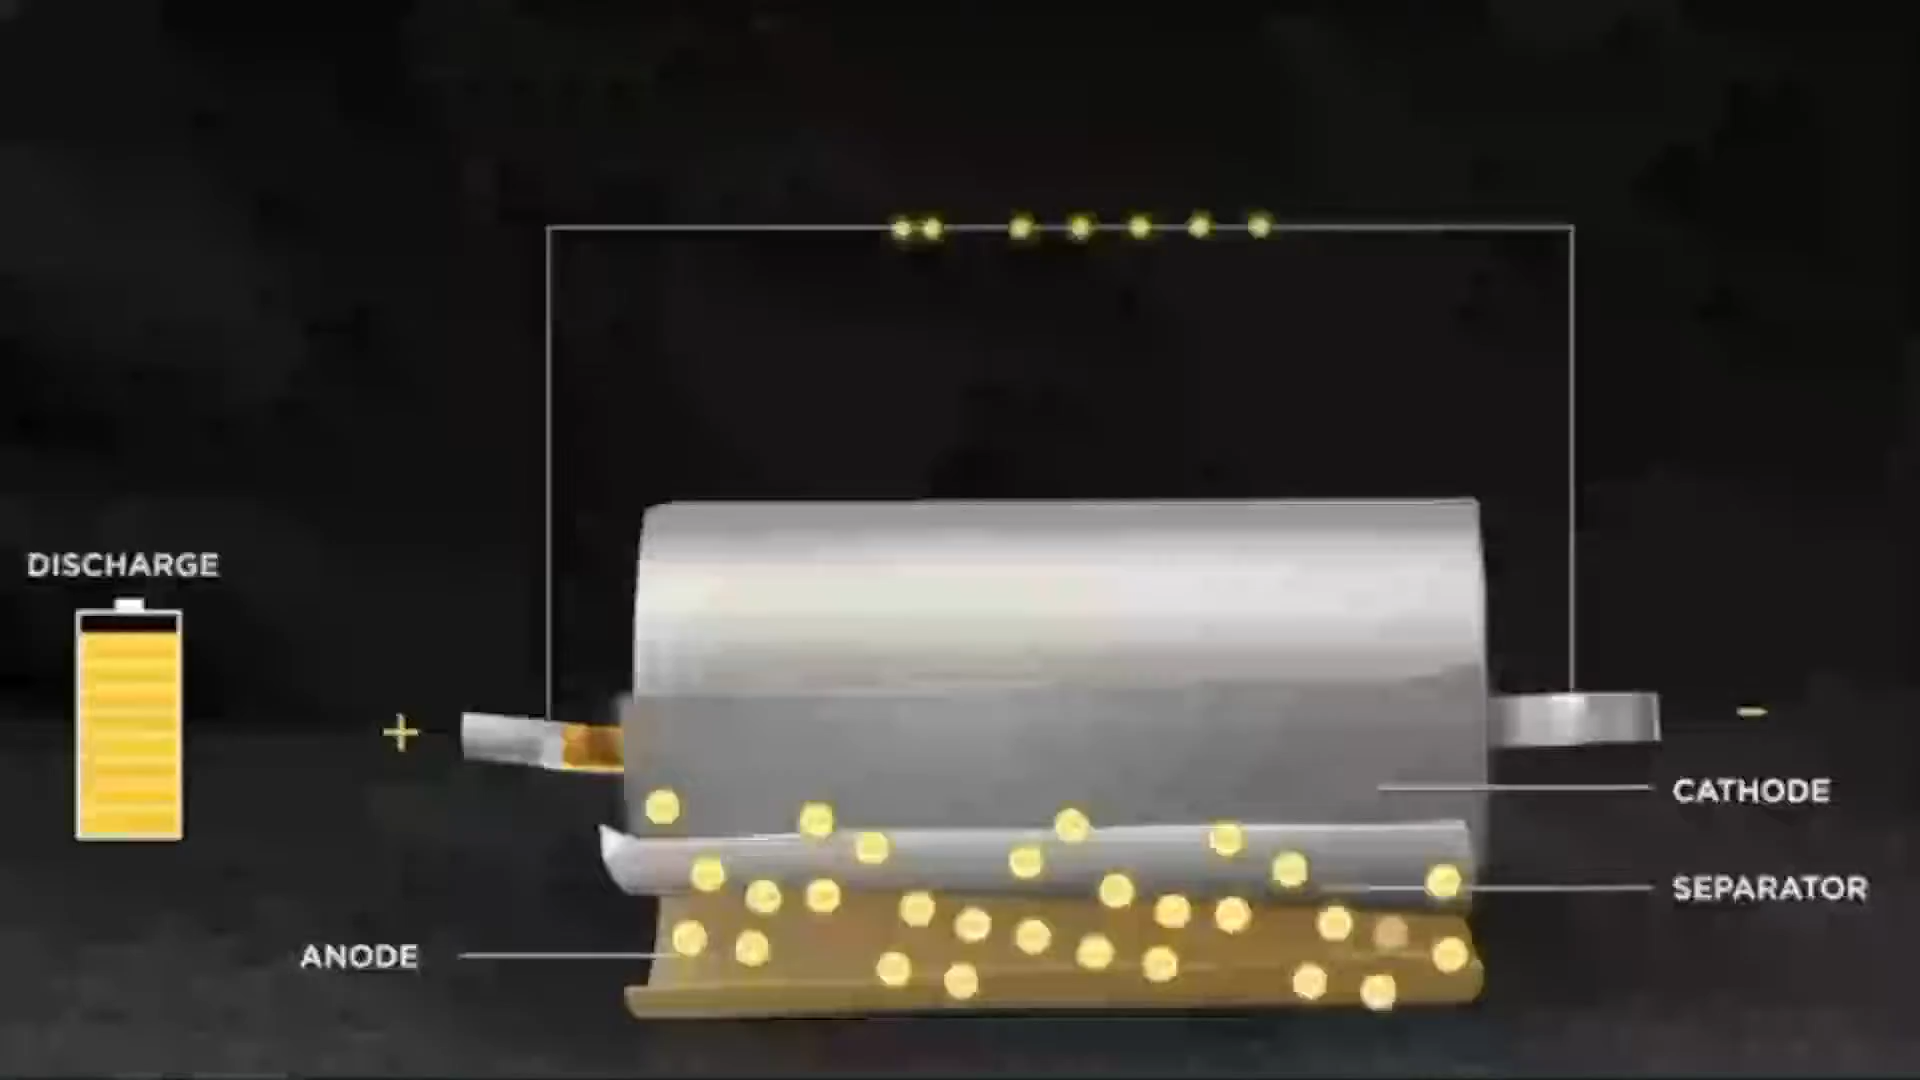 DISCHARGE
+
-
CATHODE
SEPARATOR
ANODE